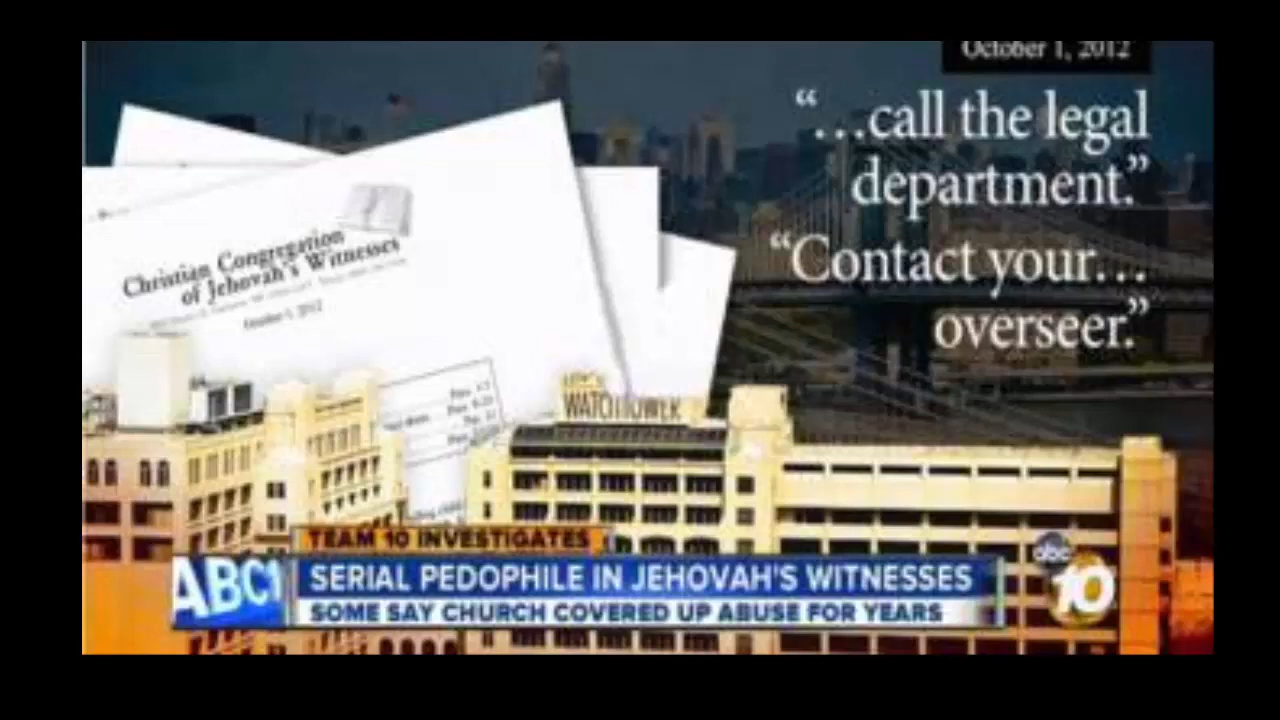 October 1, 2012
“...call the legal
department.”
“Contact your...
overseer.”
Christian Congregation
of Jehovah's Witnesses
October 1, 2012
WATCHTOWER
TEAM 10 INVESTIGATES
ABC1
SERIAL PEDOPHILE IN JEHOVAH'S WITNESSES
SOME SAY CHURCH COVERED UP ABUSE FOR YEARS
abc
10